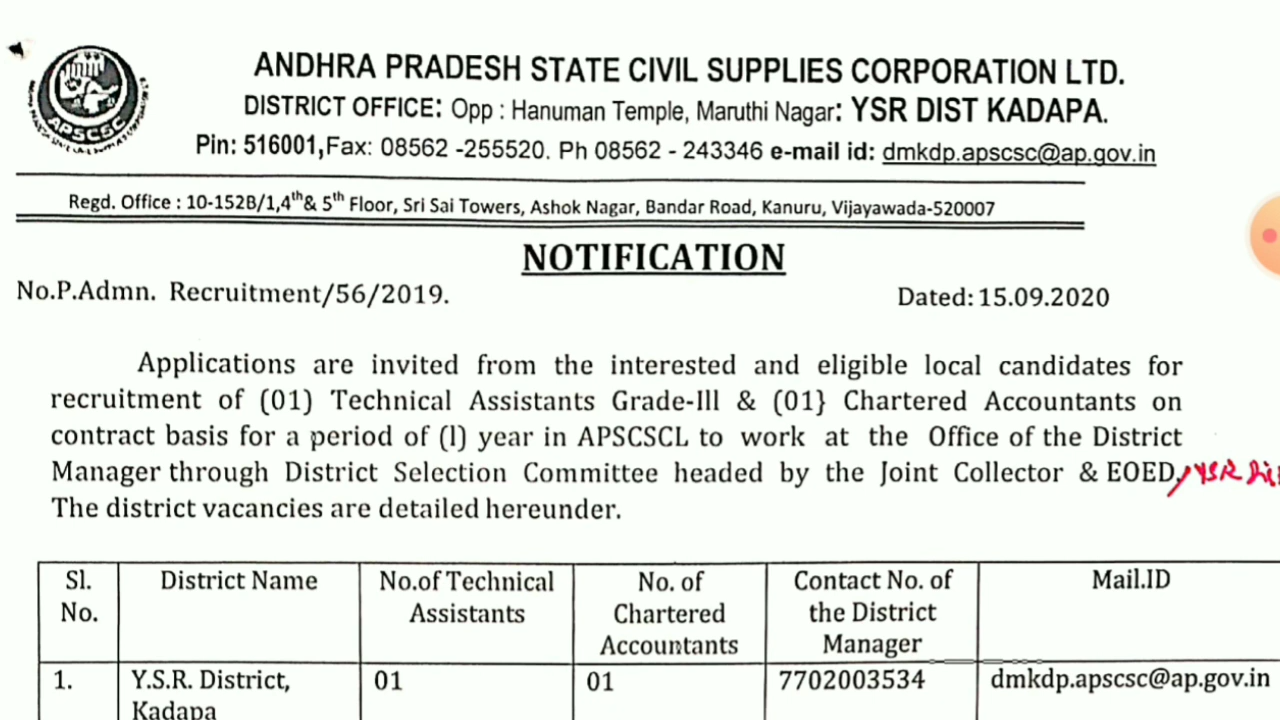 APSCSC
ANDHRA PRADESH STATE CIVIL SUPPLIES CORPORATION LTD.
DISTRICT OFFICE: Opp : Hanuman Temple, Maruthi Nagar: YSR DIST KADAPA.
Pin: 516001,Fax: 08562 -255520. Ph 08562 - 243346 e-mail id: dmkdp.apscsc@ap.gov.in
Regd. Office : 10-152B/1,4th& 5th Floor, Sri Sai Towers, Ashok Nagar, Bandar Road, Kanuru, Vijayawada-520007
NOTIFICATION
No.P.Admn. Recruitment/56/2019.
Dated: 15.09.2020
Applications are invited from the interested and eligible local candidates for
recruitment of (01) Technical Assistants Grade-III & (01} Chartered Accountants on
contract basis for a period of (l) year in APSCSCL to work at the Office of the District
Manager through District Selection Committee headed by the Joint Collector & EOED, YSR Dis
The district vacancies are detailed hereunder.
Sl. No. District Name No.of Technical Assistants No. of Chartered Accountants Contact No. of the District Manager Mail.ID
1. Y.S.R. District, Kadapa 01 01 7702003534 dmkdp.apscsc@ap.gov.in